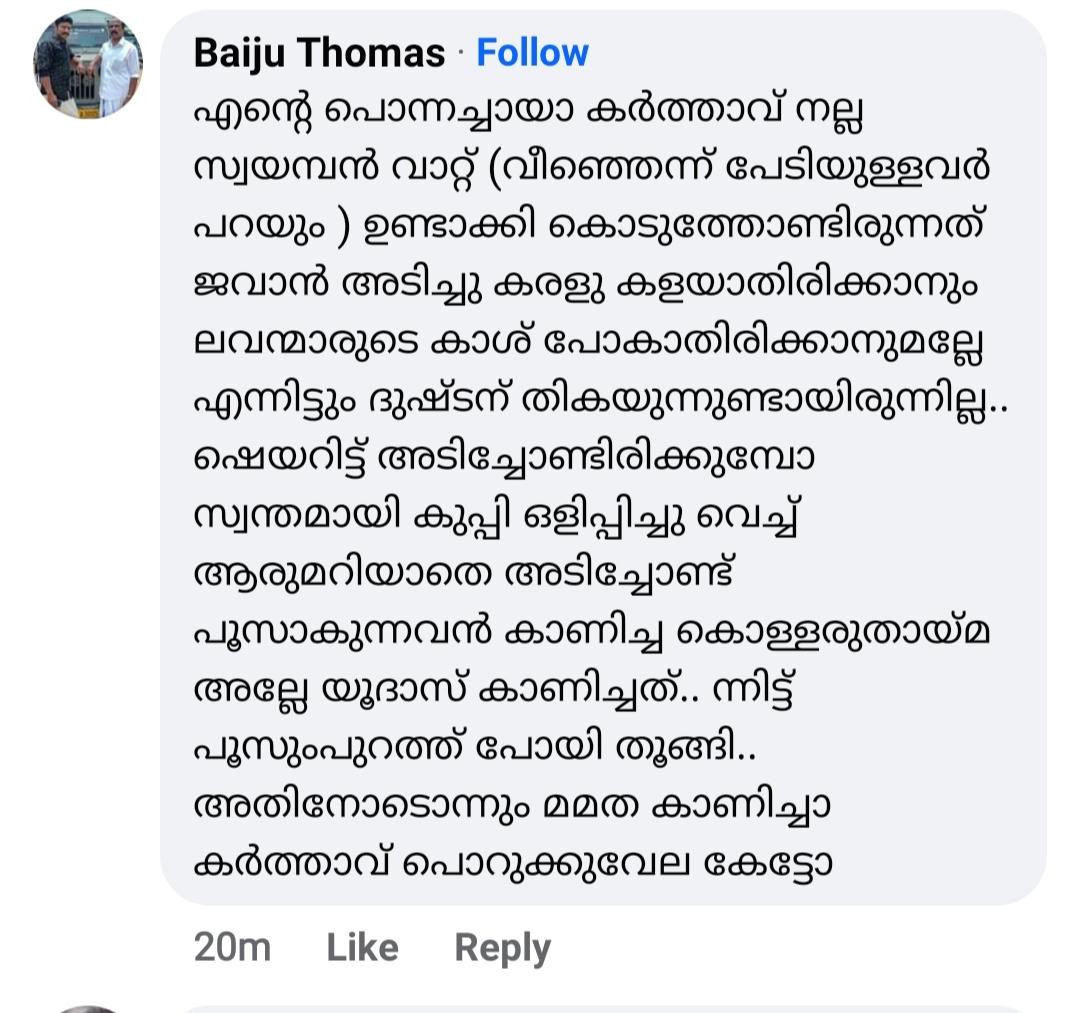 Baiju Thomas · Follow
എന്റെ പൊന്നച്ചായാ കർത്താവ് നല്ല
സ്വയമ്പൻ വാറ്റ് (വീഞ്ഞെന്ന് പേടിയുള്ളവർ
പറയും ) ഉണ്ടാക്കി കൊടുത്തോണ്ടിരുന്നത്
ജവാൻ അടിച്ചു കരളു കളയാതിരിക്കാനും
ലവന്മാരുടെ കാശ് പോകാതിരിക്കാനുമല്ലേ
എന്നിട്ടും ദുഷ്ടന് തികയുന്നുണ്ടായിരുന്നില്ല..
ഷെയറിട്ട് അടിച്ചോണ്ടിരിക്കുമ്പോ
സ്വന്തമായി കുപ്പി ഒളിപ്പിച്ചു വെച്ച്
ആരുമറിയാതെ അടിച്ചോണ്ട്
പൂസാകുന്നവൻ കാണിച്ച കൊള്ളരുതായ്മ
അല്ലേ യൂദാസ് കാണിച്ചത്.. ന്നിട്ട്
പൂസുംപുറത്ത് പോയി തൂങ്ങി..
അതിനോടൊന്നും മമത കാണിച്ചാ
കർത്താവ് പൊറുക്കുവേല കേട്ടോ
20m Like Reply